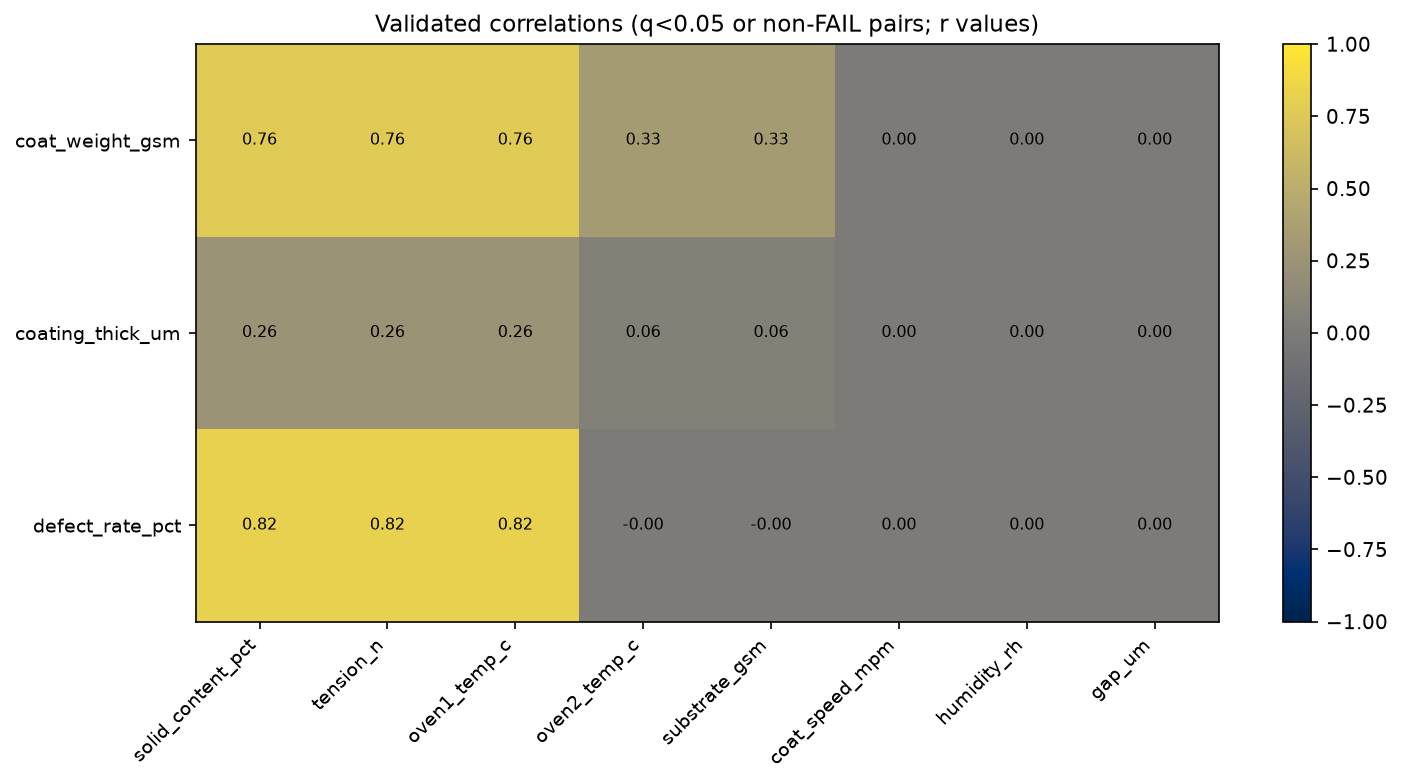 Validated correlations (q<0.05 or non-FAIL pairs; r values)
coat_weight_gsm 0.76 0.76 0.76 0.33 0.33 0.00 0.00 0.00
coating_thick_um 0.26 0.26 0.26 0.06 0.06 0.00 0.00 0.00
defect_rate_pct 0.82 0.82 0.82 -0.00 -0.00 0.00 0.00 0.00
solid_content_pct
tension_n
oven1_temp_c
oven2_temp_c
substrate_gsm
coat_speed_mpm
humidity_rh
gap_um
1.00
0.75
0.50
0.25
0.00
−0.25
−0.50
−0.75
−1.00